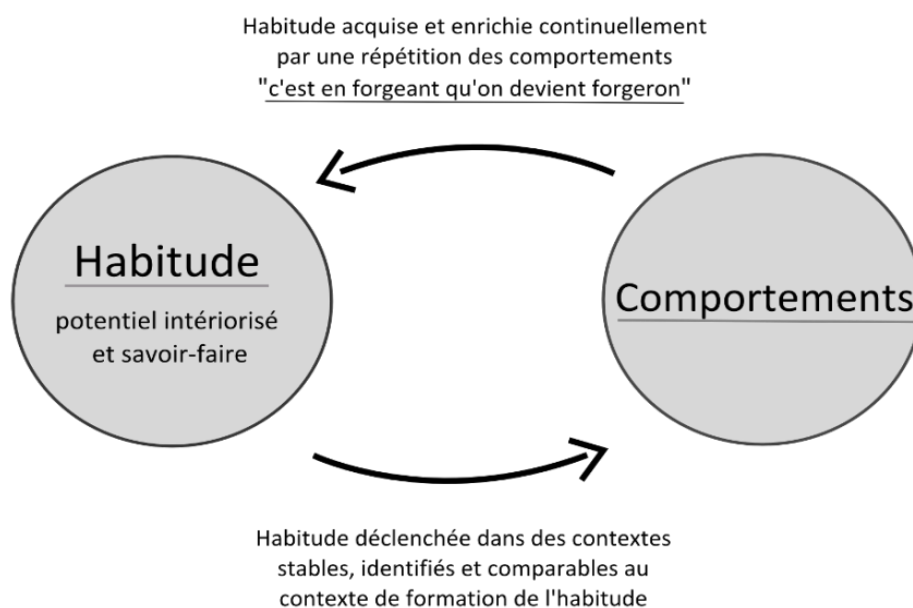 Habitude acquise et enrichie continuellement
par une répétition des comportements
"c'est en forgeant qu'on devient forgeron"
Habitude
potentiel intériorisé
et savoir-faire
Comportements
Habitude déclenchée dans des contextes
stables, identifiés et comparables au
contexte de formation de l'habitude